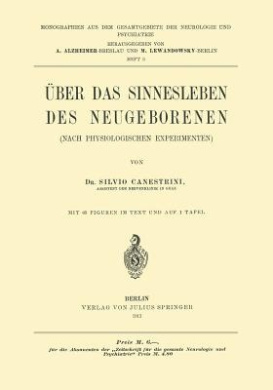 MONOGRAPHIEN AUS DEM GESAMTGEBIETE DER NEUROLOGIE UND
PSYCHIATRIE
HERAUSGEGEBEN VON
A. ALZHEIMER-BRESLAU UND M. LEWANDOWSKY-BERLIN
HEFT 5
ÜBER DAS SINNESLEBEN
DES NEUGEBORENEN
(NACH PHYSIOLOGISCHEN EXPERIMENTEN)
VON
DR. SILVIO CANESTRINI,
ASSISTENT DER NERVENKLINIK IN GRAZ
MIT 60 FIGUREN IM TEXT UND AUF 1 TAFEL
BERLIN
VERLAG VON JULIUS SPRINGER
1913
Preis M. 6,—,
für die Abonnenten der „Zeitschrift für die gesamte Neurologie und
Psychiatrie“ Preis M. 4.80